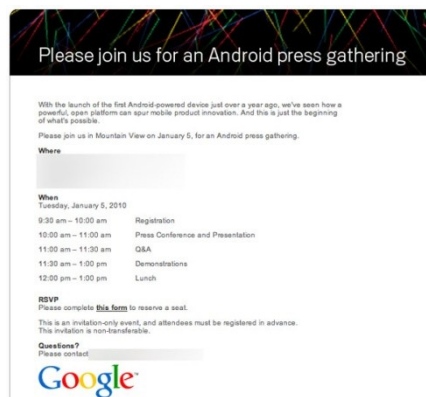 Please join us for an Android press gathering
With the launch of the first Android-powered device just over a year ago, we've seen how a
powerful, open platform can spur mobile product innovation. And this is just the beginning
of what's possible.
Please join us in Mountain View on January 5, for an Android press gathering.
Where
When
Tuesday, January 5, 2010
9:30 am – 10:00 am Registration
10:00 am – 11:00 am Press Conference and Presentation
11:00 am – 11:30 am Q&A
11:30 am – 1:00 pm Demonstrations
12:00 pm – 1:00 pm Lunch
RSVP
Please complete this form to reserve a seat.
This is an invitation-only event, and attendees must be registered in advance.
This invitation is non-transferable.
Questions?
Please contact
Google